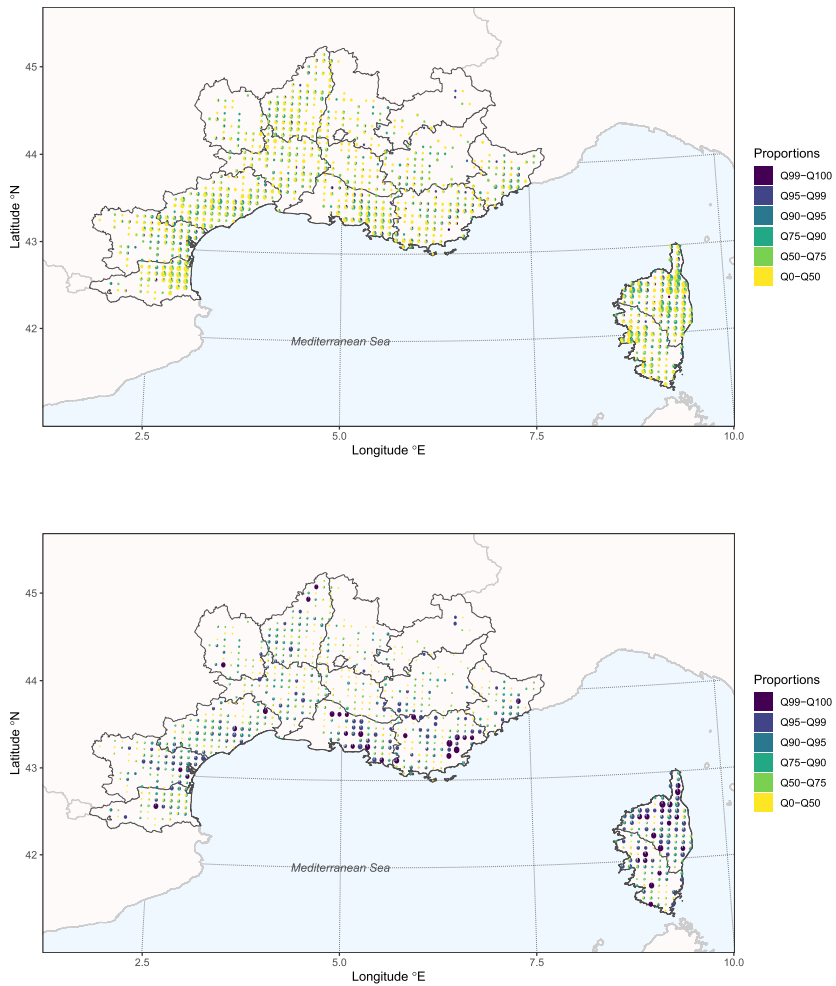 45
44
43
42
Latitude °N
Mediterranean Sea
2.5
5.0
7.5
10.0
Longitude °E
Proportions
Q99−Q100
Q95−Q99
Q90−Q95
Q75−Q90
Q50−Q75
Q0−Q50
45
44
43
42
Latitude °N
Mediterranean Sea
2.5
5.0
7.5
10.0
Longitude °E
Proportions
Q99−Q100
Q95−Q99
Q90−Q95
Q75−Q90
Q50−Q75
Q0−Q50